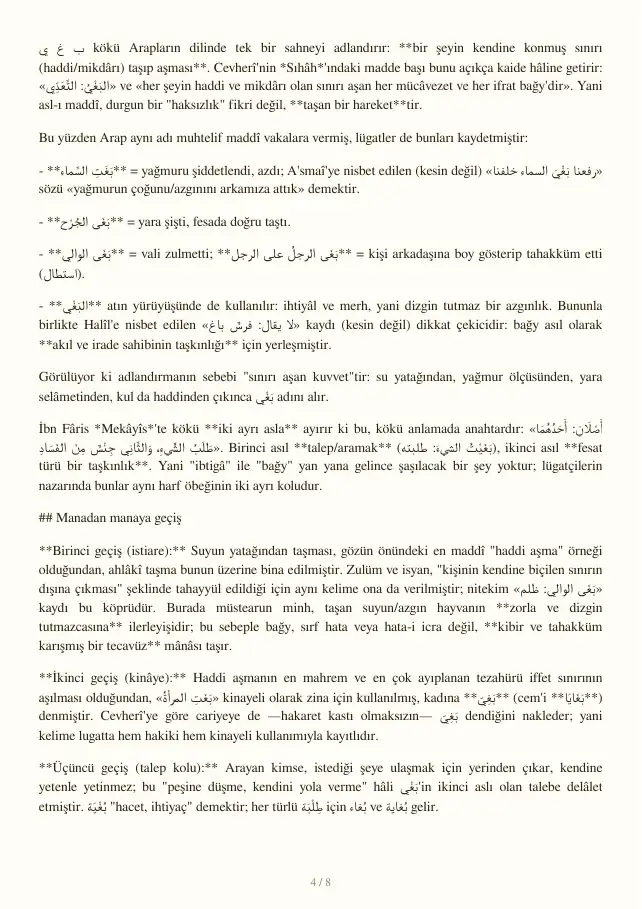 ب غ ي kökü Arapların dilinde tek bir sahneyi adlandırır: **bir şeyin kendine konmuş sınırı
(haddi/mikdârı) taşıp aşması**. Cevherî'nin *Sıhâh*'ındaki madde başı bunu açıkça kaide hâline getirir:
«البَغْيُ: التَّعَدِّي» ve «her şeyin haddi ve mikdârı olan sınırı aşan her mücâvezet ve her ifrat bağy'dir». Yani
asl-ı maddî, durgun bir "haksızlık" fikri değil, **taşan bir hareket**tir.
Bu yüzden Arap aynı adı muhtelif maddî vakalara vermiş, lügatler de bunları kaydetmiştir:
- **بَغَتِ السَّماء** = yağmuru şiddetlendi, azdı; A'smaî'ye nisbet edilen (kesin değil) «رفعنا بَغْيَ السماء خلفنا»
sözü «yağmurun çoğunu/azgınını arkamıza attık» demektir.
- **بَغَى الجُرْح** = yara şişti, fesada doğru taştı.
- **بَغَى الوالي** = vali zulmetti; **بَغَى الرجلُ على الرجل** = kişi arkadaşına boy gösterip tahakküm etti
(استطال).
- **البَغْي** atın yürüyüşünde de kullanılır: ihtiyâl ve merh, yani dizgin tutmaz bir azgınlık. Bununla
birlikte Halîl'e nisbet edilen «لا يقال: فرسٌ باغٍ» kaydı (kesin değil) dikkat çekicidir: bağy asıl olarak
**akıl ve irade sahibinin taşkınlığı** için yerleşmiştir.
Görülüyor ki adlandırmanın sebebi "sınırı aşan kuvvet"tir: su yatağından, yağmur ölçüsünden, yara
selâmetinden, kul da haddinden çıkınca بَغْي adını alır.
İbn Fâris *Mekâyîs*'te kökü **iki ayrı asla** ayırır ki bu, kökü anlamada anahtardır: «أَصْلَانِ: أَحَدُهُمَا
طَلَبُ الشَّيْءِ، وَالثَّانِي جِنْسٌ مِنَ الفَسَادِ». Birinci asıl **talep/aramak** (بَغَيْتُ الشيءَ: طلبته), ikinci asıl **fesat
türü bir taşkınlık**. Yani "ibtigâ" ile "bağy" yan yana gelince şaşılacak bir şey yoktur; lügatçilerin
nazarında bunlar aynı harf öbeğinin iki ayrı koludur.
## Manadan manaya geçiş
**Birinci geçiş (istiare):** Suyun yatağından taşması, gözün önündeki en maddî "haddi aşma" örneği
olduğundan, ahlâkî taşma bunun üzerine bina edilmiştir. Zulüm ve isyan, "kişinin kendine biçilen sınırın
dışına çıkması" şeklinde tahayyül edildiği için aynı kelime ona da verilmiştir; nitekim «بَغَى الوالي: ظلم»
kaydı bu köprüdür. Burada müstearun minh, taşan suyun/azgın hayvanın **zorla ve dizgin
tutmazcasına** ilerleyişidir; bu sebeple bağy, sırf hata veya hata-i icra değil, **kibir ve tahakküm
karışmış bir tecavüz** mânâsı taşır.
**İkinci geçiş (kinâye):** Haddi aşmanın en mahrem ve en çok ayıplanan tezahürü iffet sınırının
aşılması olduğundan, «بَغَتِ المرأةُ» kinayeli olarak zina için kullanılmış, kadına **بَغِيّ** (cem'i **بَغَايَا**)
denmiştir. Cevherî'ye göre cariyeye de —hakaret kastı olmaksızın— بَغِيّ dendiğini nakleder; yani
kelime lugatta hem hakiki hem kinayeli kullanımıyla kayıtlıdır.
**Üçüncü geçiş (talep kolu):** Arayan kimse, istediği şeye ulaşmak için yerinden çıkar, kendine
yetenle yetinmez; bu "peşine düşme, kendini yola verme" hâli بَغْي'in ikinci aslı olan talebe delâlet
etmiştir. بُغْيَة "hacet, ihtiyaç" demektir; her türlü طِلْبَة için بُغاء ve بُغاية gelir.
4 / 8